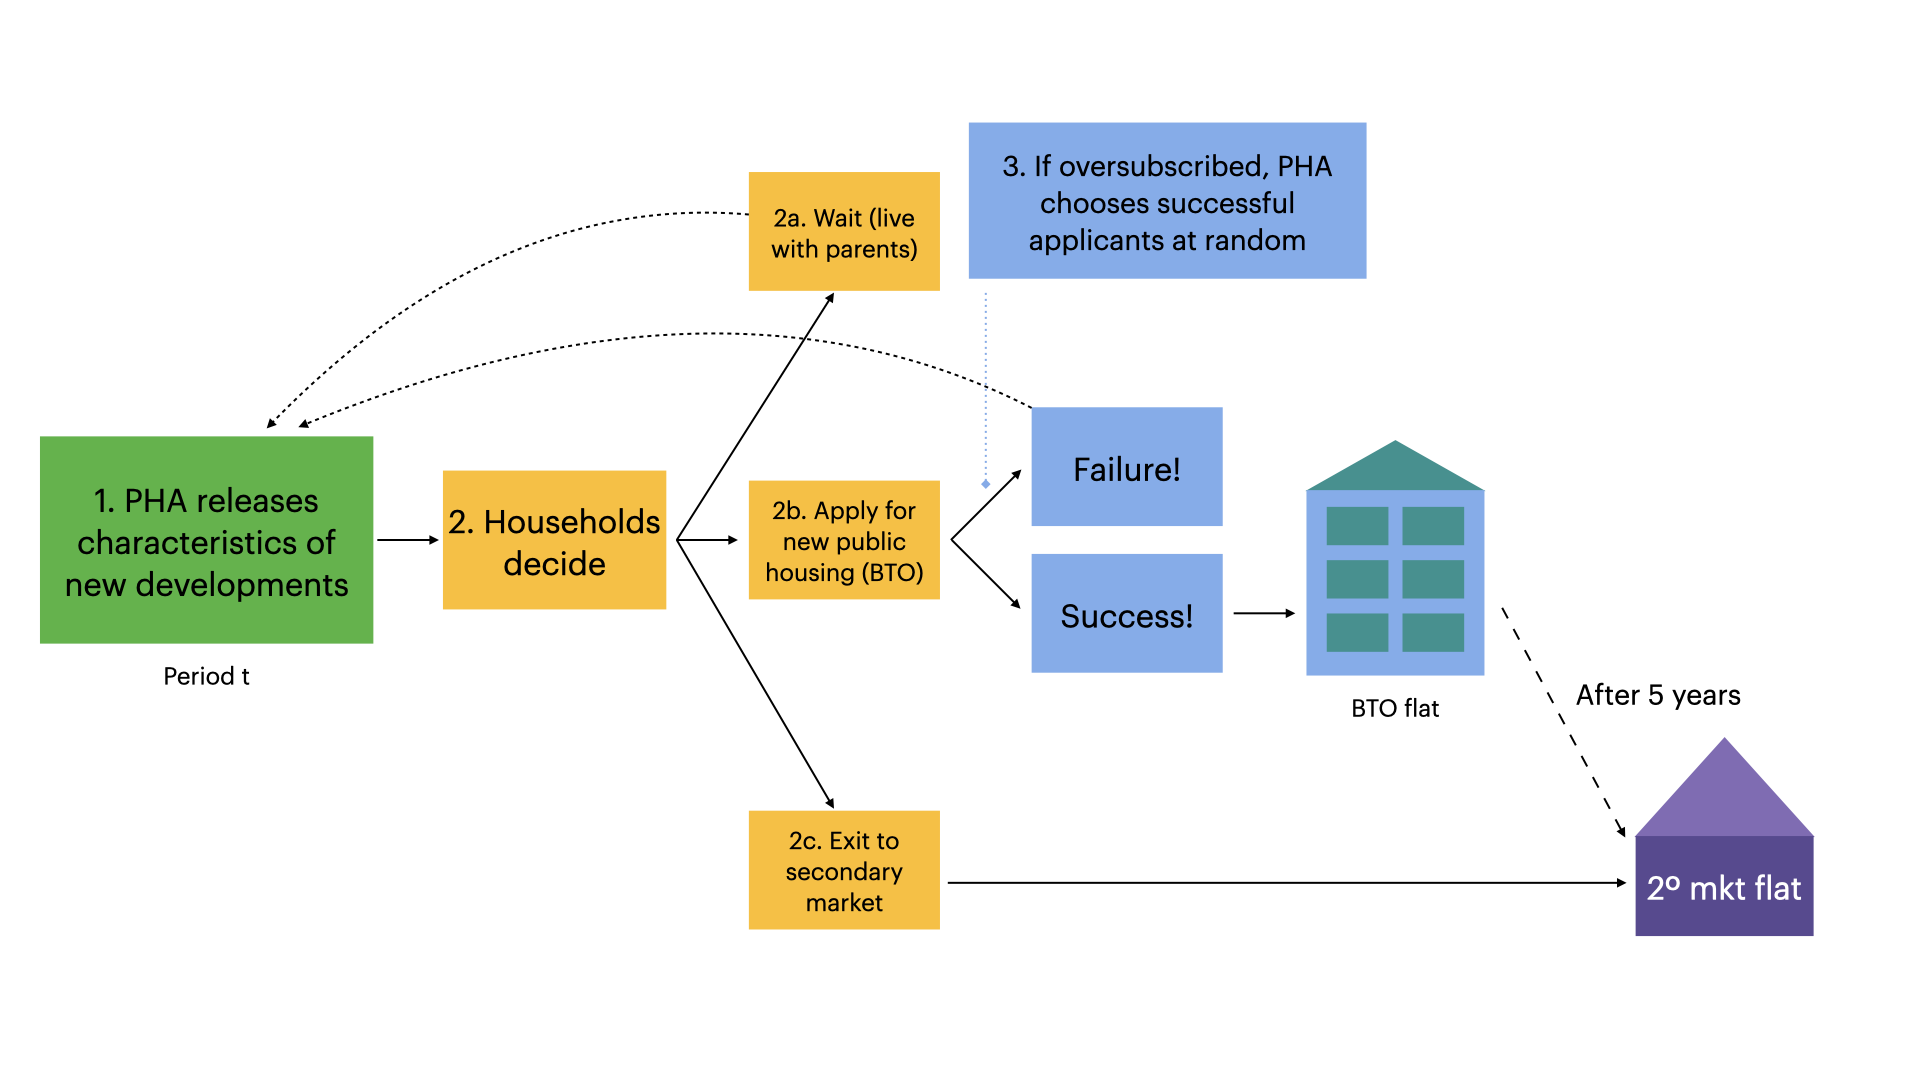 1. PHA releases
characteristics of
new developments
Period t
2. Households
decide
2a. Wait (live
with parents)
2b. Apply for
new public
housing (BTO)
2c. Exit to
secondary
market
3. If oversubscribed, PHA
chooses successful
applicants at random
Failure!
Success!
BTO flat
After 5 years
2º mkt flat